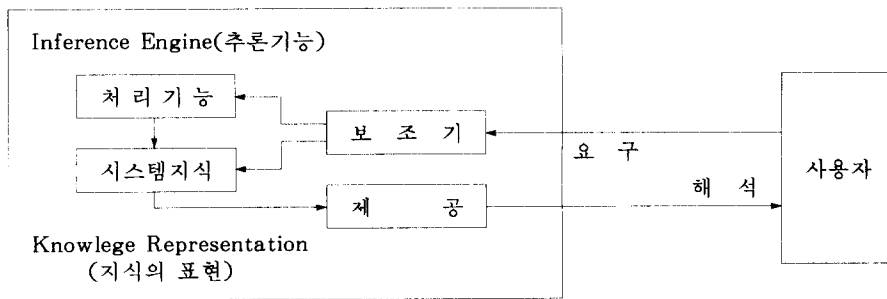 Inference Engine(추론기능)
처리기능
보조기
요구
시스템지식
사용자
해석
제공
Knowlege Representation
(지식의 표현)